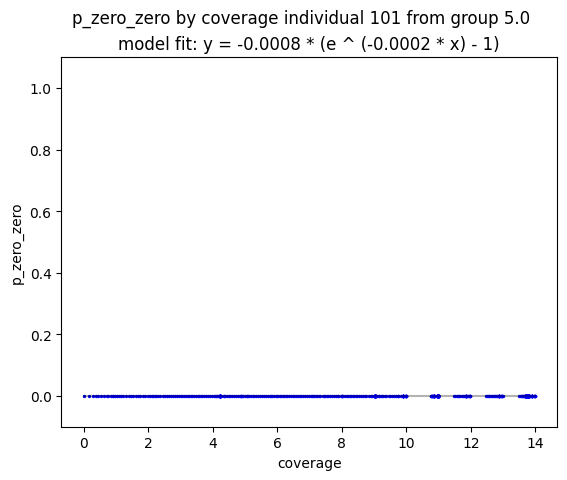 p_zero_zero by coverage individual 101 from group 5.0
model fit: y = -0.0008 * (e ^ (-0.0002 * x) - 1)
1.0
0.8
0.6
0.4
0.2
0.0
p_zero_zero
0 2 4 6 8 10 12 14
coverage